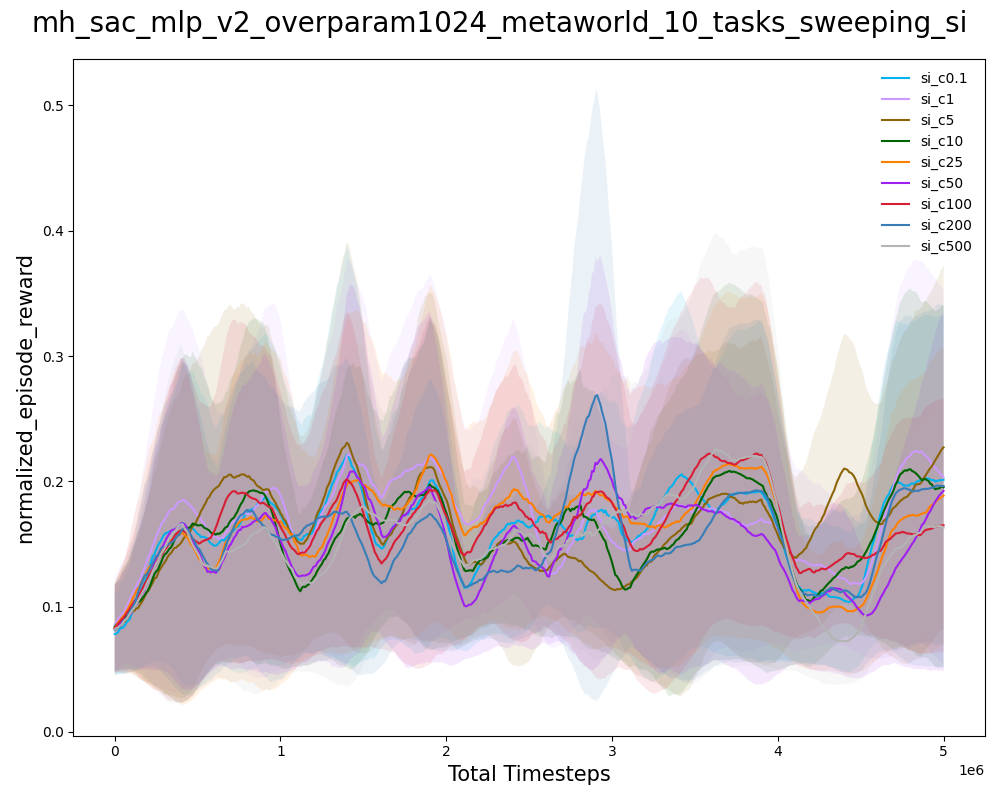 mh_sac_mlp_v2_overparam1024_metaworld_10_tasks_sweeping_si
si_c0.1
si_c1
si_c5
si_c10
si_c25
si_c50
si_c100
si_c200
si_c500
normalized_episode_reward
0.5
0.4
0.3
0.2
0.1
0.0
0 1 2 3 4 5
1e6
Total Timesteps